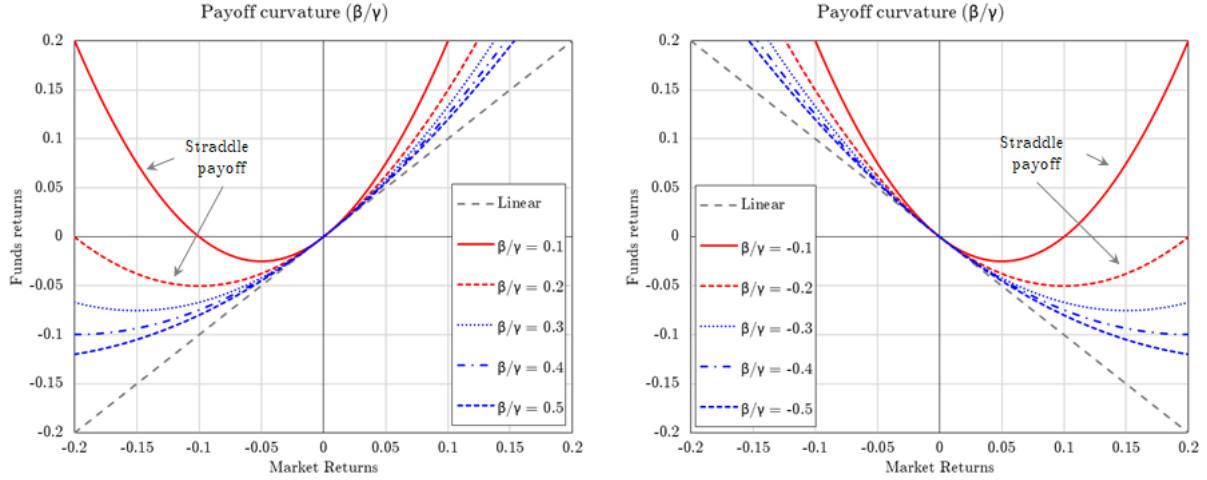 Payoff curvature (β/γ)
0.2
0.15
0.1
0.05
0
-0.05
-0.1
-0.15
-0.2
Funds returns
Straddle
payoff
Linear
β/γ = 0.1
β/γ = 0.2
β/γ = 0.3
β/γ = 0.4
β/γ = 0.5
-0.2 -0.15 -0.1 -0.05 0 0.05 0.1 0.15 0.2
Market Returns
Payoff curvature (β/γ)
0.2
0.15
0.1
0.05
0
-0.05
-0.1
-0.15
-0.2
Funds returns
Straddle
payoff
Linear
β/γ = -0.1
β/γ = -0.2
β/γ = -0.3
β/γ = -0.4
β/γ = -0.5
-0.2 -0.15 -0.1 -0.05 0 0.05 0.1 0.15 0.2
Market Returns